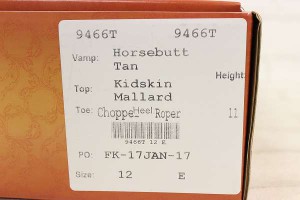 9466T 9466T
Vamp: Horsebutt
Tan
Height
Top: Kidskin
Mallard
Toe: Chopper Heel Roper 11
9466T 12 E
PO: FK-17JAN-17
Size: 12 E